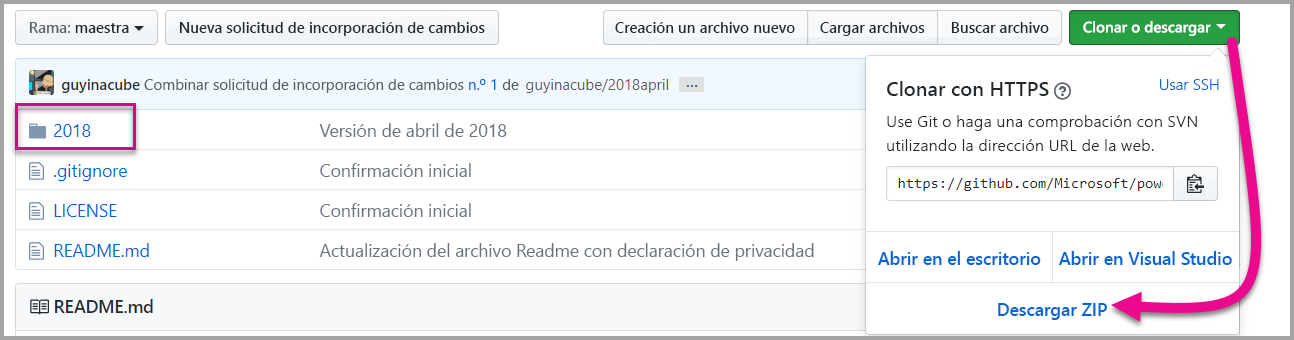 Rama: maestra
Nueva solicitud de incorporación de cambios
Creación un archivo nuevo
Cargar archivos
Buscar archivo
Clonar o descargar
guyinacube Combinar solicitud de incorporación de cambios n.º 1 de guyinacube/2018april ...
2018 Versión de abril de 2018
.gitignore Confirmación inicial
LICENSE Confirmación inicial
README.md Actualización del archivo Readme con declaración de privacidad
README.md
Clonar con HTTPS ?
Usar SSH
Use Git o haga una comprobación con SVN
utilizando la dirección URL de la web.
https://github.com/Microsoft/pow
Abrir en el escritorio
Abrir en Visual Studio
Descargar ZIP